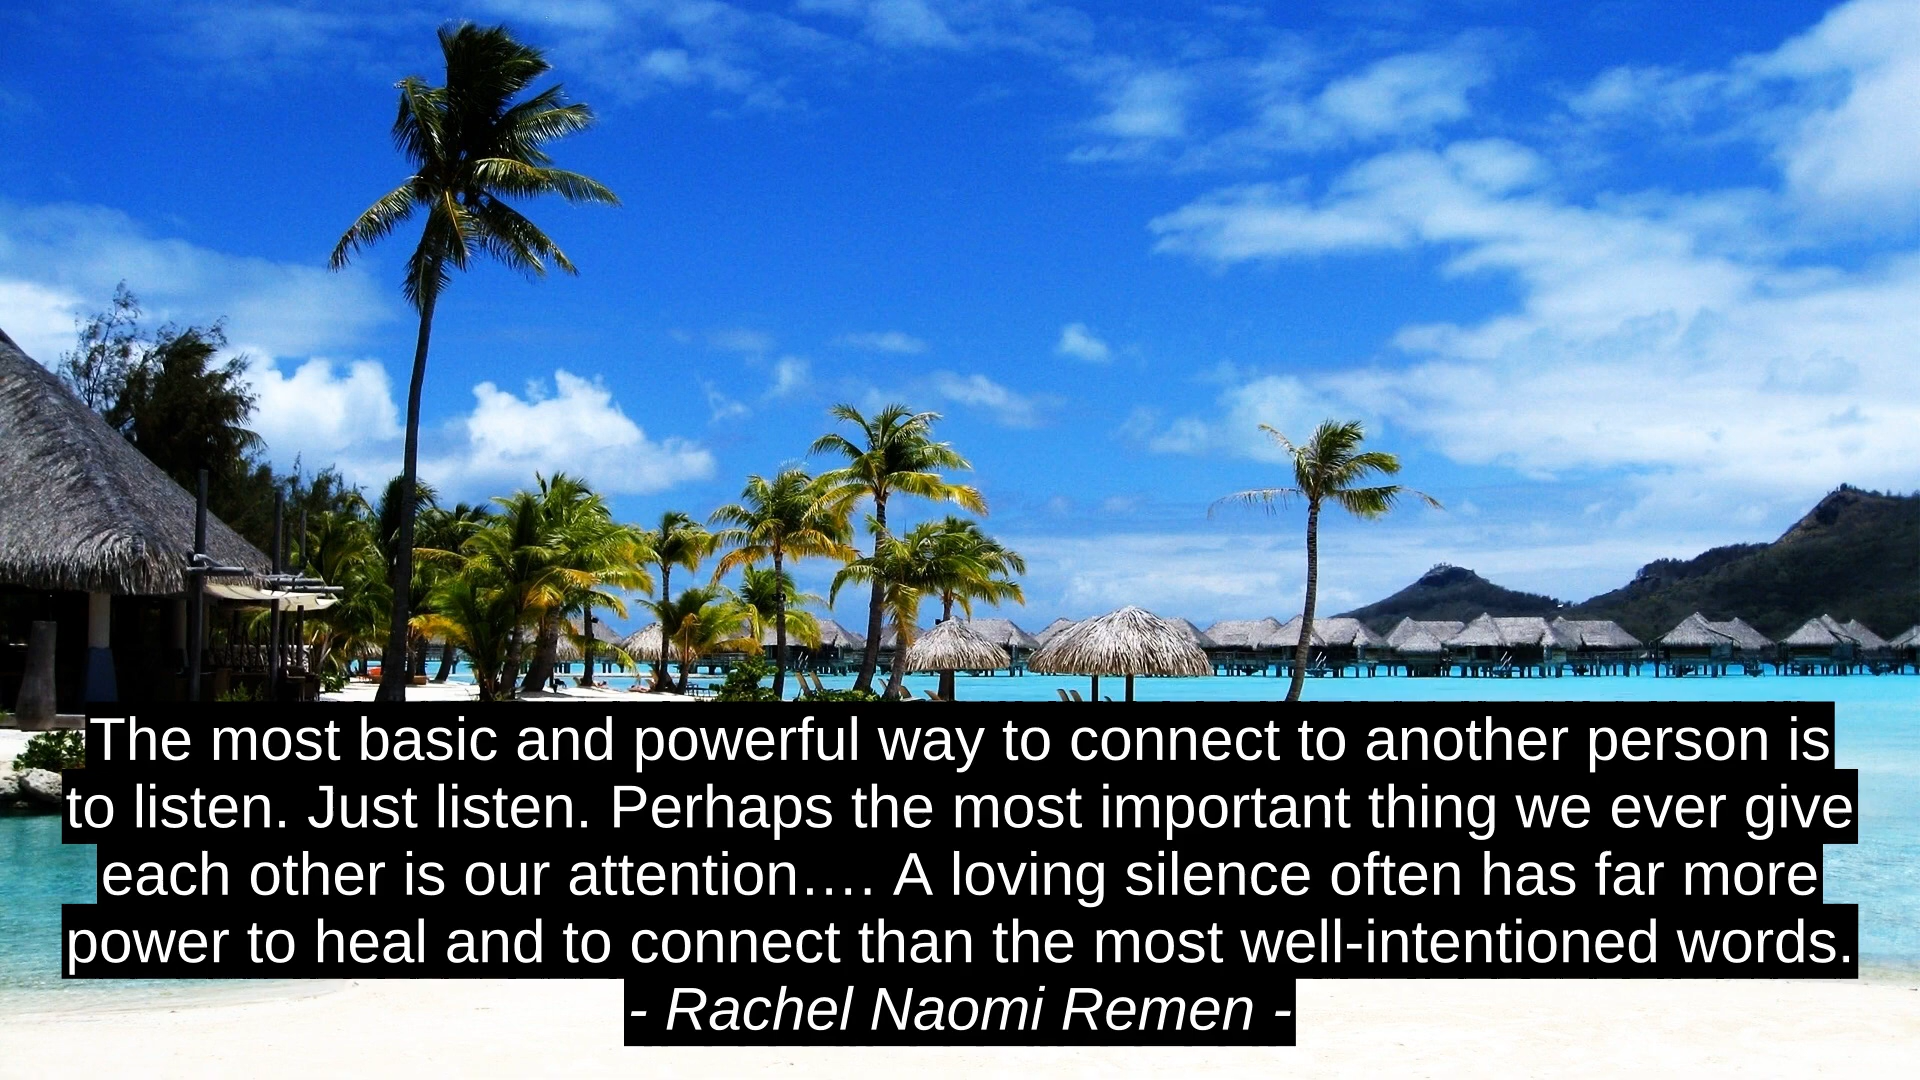 The most basic and powerful way to connect to another person is
to listen. Just listen. Perhaps the most important thing we ever give
each other is our attention…. A loving silence often has far more
power to heal and to connect than the most well-intentioned words.
- Rachel Naomi Remen -